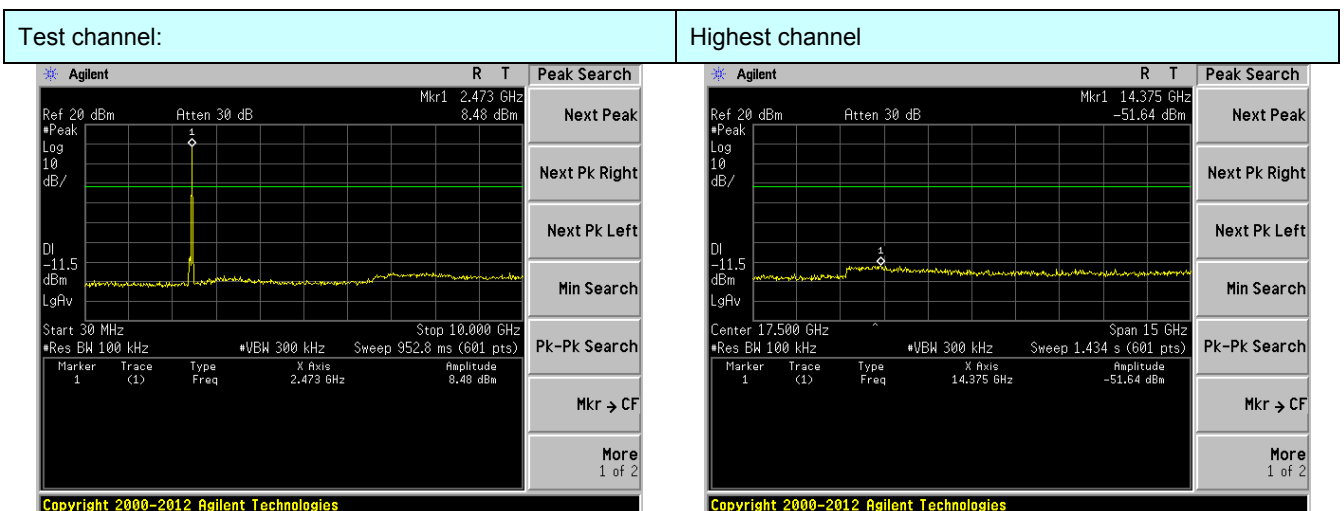 Test channel:
Highest channel
Agilent
R T
Peak Search
Mkr1 2.473 GHz
Ref 20 dBm Atten 30 dB 8.48 dBm
#Peak
Log
10
dB/
1
DI
-11.5
dBm
LgAv
Start 30 MHz Stop 10.000 GHz
#Res BW 100 kHz #VBW 300 kHz Sweep 952.8 ms (601 pts)
Marker Trace Type X Axis Amplitude
1 (1) Freq 2.473 GHz 8.48 dBm
Next Peak
Next Pk Right
Next Pk Left
Min Search
Pk-Pk Search
Mkr → CF
More
1 of 2
Copyright 2000-2012 Agilent Technologies
Agilent
R T
Peak Search
Mkr1 14.375 GHz
Ref 20 dBm Atten 30 dB -51.64 dBm
#Peak
Log
10
dB/
1
DI
-11.5
dBm
LgAv
Center 17.500 GHz Span 15 GHz
#Res BW 100 kHz #VBW 300 kHz Sweep 1.434 s (601 pts)
Marker Trace Type X Axis Amplitude
1 (1) Freq 14.375 GHz -51.64 dBm
Next Peak
Next Pk Right
Next Pk Left
Min Search
Pk-Pk Search
Mkr → CF
More
1 of 2
Copyright 2000-2012 Agilent Technologies